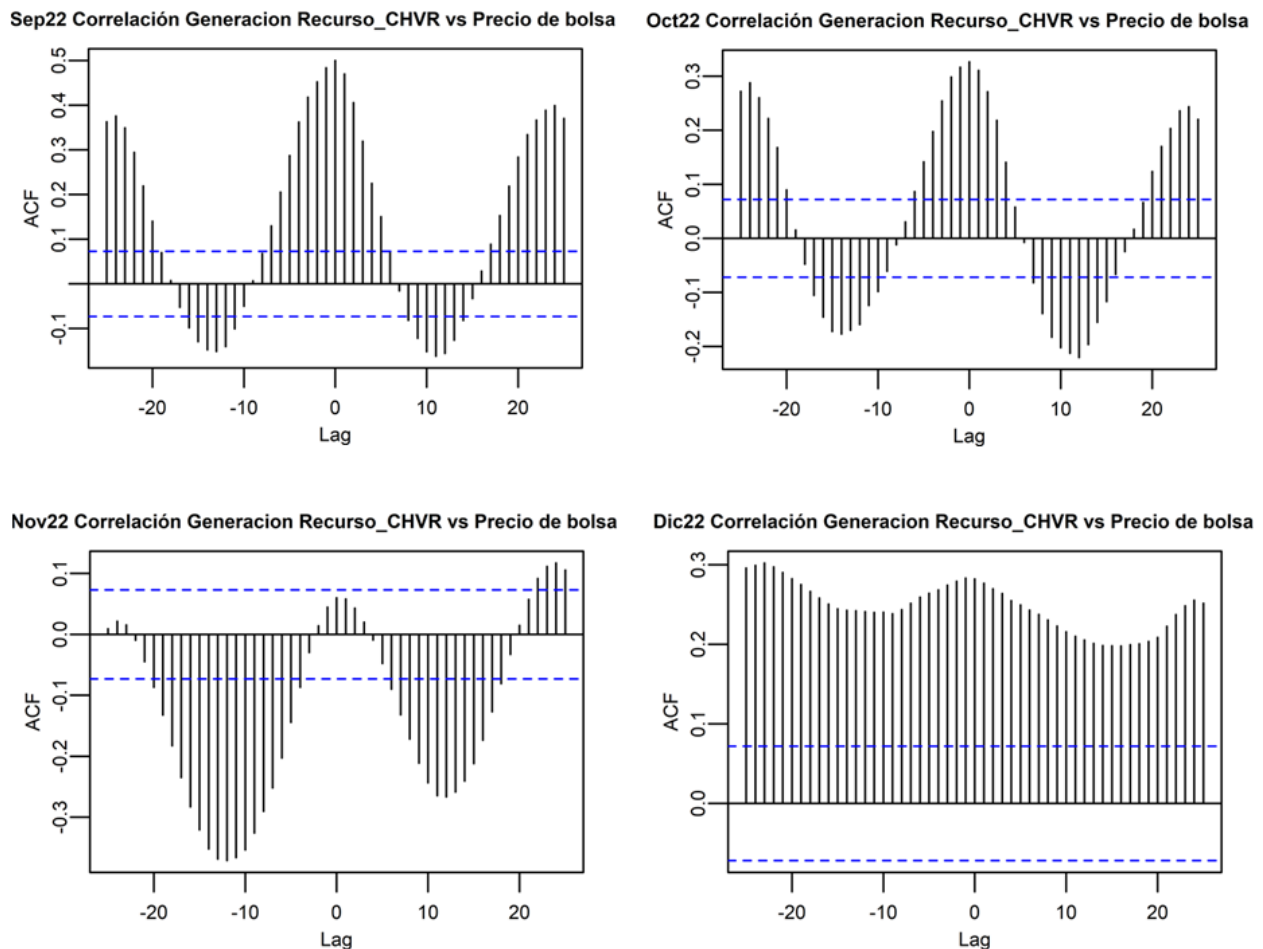 Sep22 Correlación Generacion Recurso_CHVR vs Precio de bolsa
ACF
0.5
0.4
0.3
0.2
0.1
-0.1
-20 -10 0 10 20
Lag
Oct22 Correlación Generacion Recurso_CHVR vs Precio de bolsa
ACF
0.3
0.2
0.1
0.0
-0.1
-0.2
-20 -10 0 10 20
Lag
Nov22 Correlación Generacion Recurso_CHVR vs Precio de bolsa
ACF
0.1
0.0
-0.1
-0.2
-0.3
-20 -10 0 10 20
Lag
Dic22 Correlación Generacion Recurso_CHVR vs Precio de bolsa
ACF
0.3
0.2
0.1
0.0
-20 -10 0 10 20
Lag